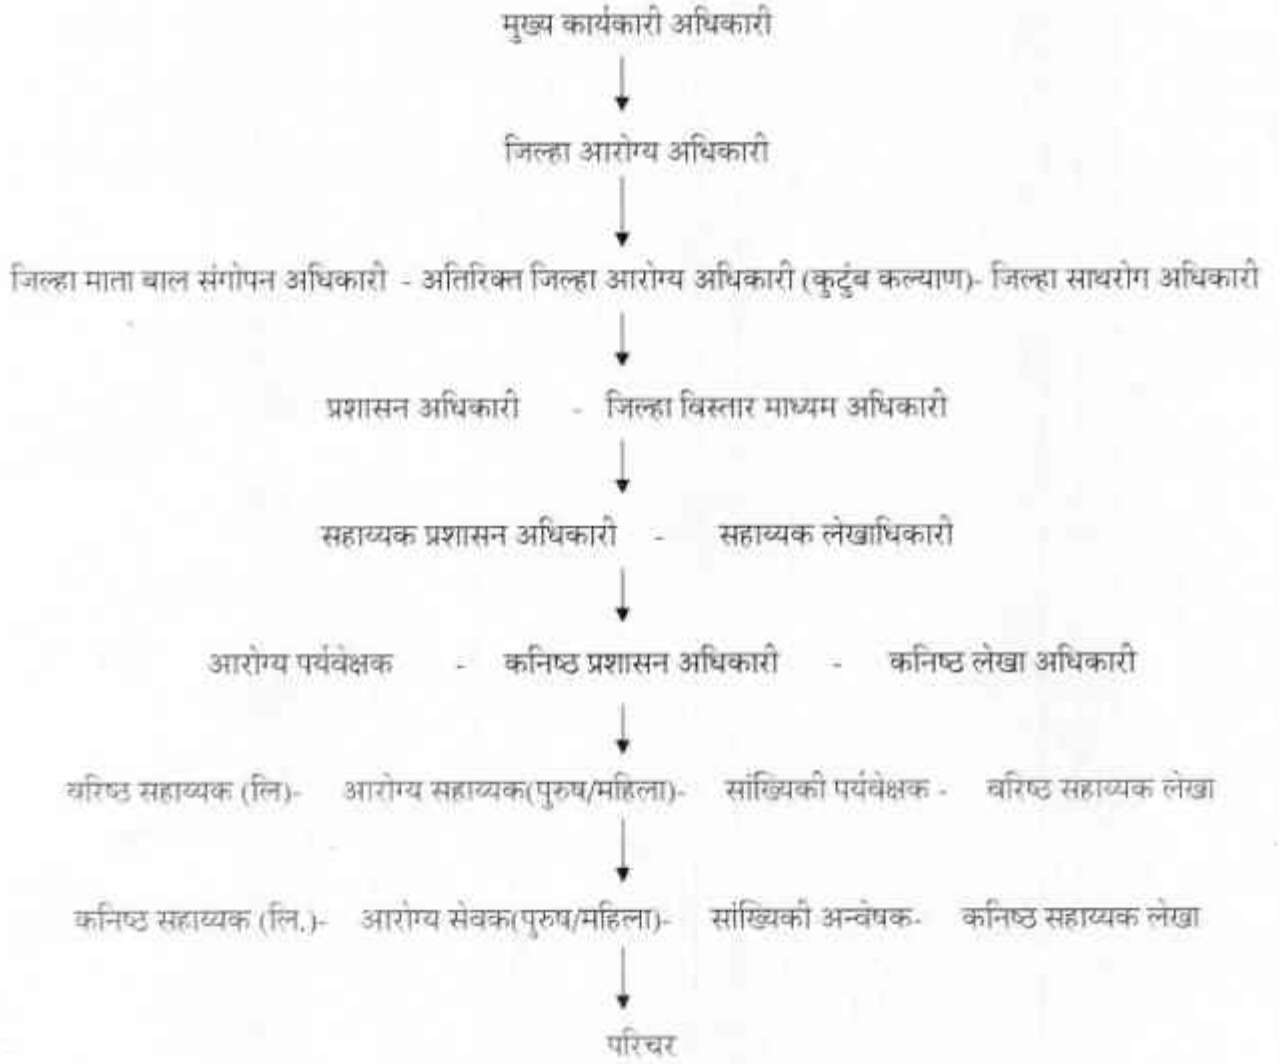 मुख्य कार्यकारी अधिकारी
जिल्हा आरोग्य अधिकारी
जिल्हा माता बाल संगोपन अधिकारी - अतिरिक्त जिल्हा आरोग्य अधिकारी (कुटुंब कल्याण)- जिल्हा साथरोग अधिकारी
प्रशासन अधिकारी - जिल्हा विस्तार माध्यम अधिकारी
सहाय्यक प्रशासन अधिकारी - सहाय्यक लेखाधिकारी
आरोग्य पर्यवेक्षक - कनिष्ठ प्रशासन अधिकारी - कनिष्ठ लेखा अधिकारी
वरिष्ठ सहाय्यक (लि)- आरोग्य सहाय्यक(पुरुष/महिला)- सांख्यिकी पर्यवेक्षक - वरिष्ठ सहाय्यक लेखा
कनिष्ठ सहाय्यक (लि.)- आरोग्य सेवक(पुरुष/महिला)- सांख्यिकी अन्वेषक- कनिष्ठ सहाय्यक लेखा
परिचर